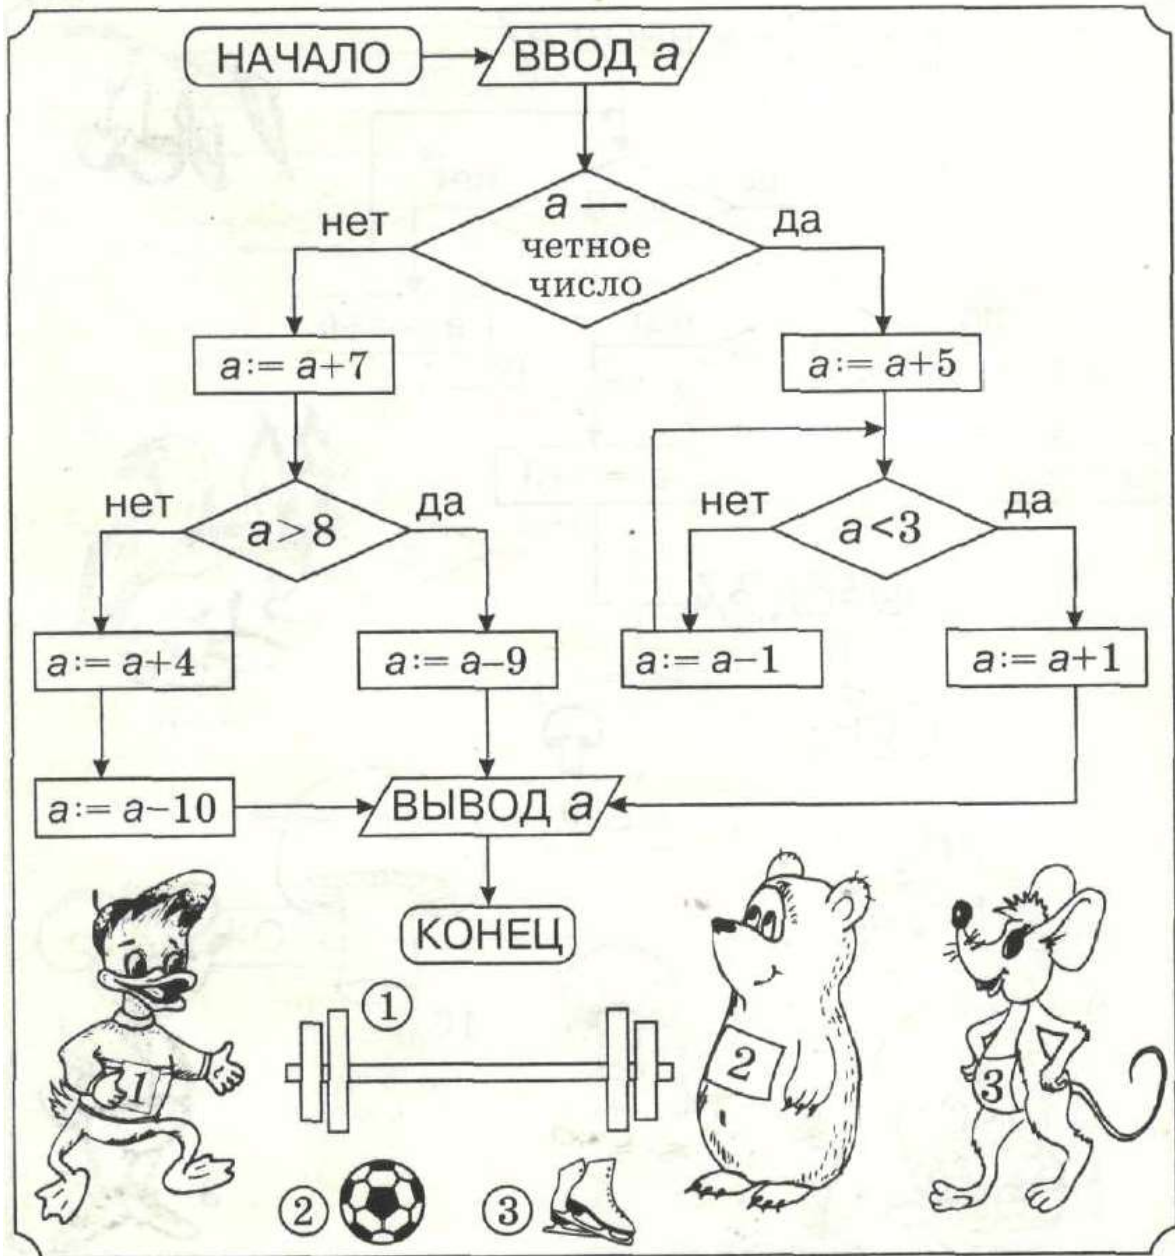 НАЧАЛО
ВВОД a
a —
четное
число
нет
да
a:= a+7
a:= a+5
нет
a>8
да
нет
a<3
да
a:= a+4
a:= a–9
a:= a–1
a:= a+1
a:= a–10
ВЫВОД a
КОНЕЦ
1
1
2
3
2
3